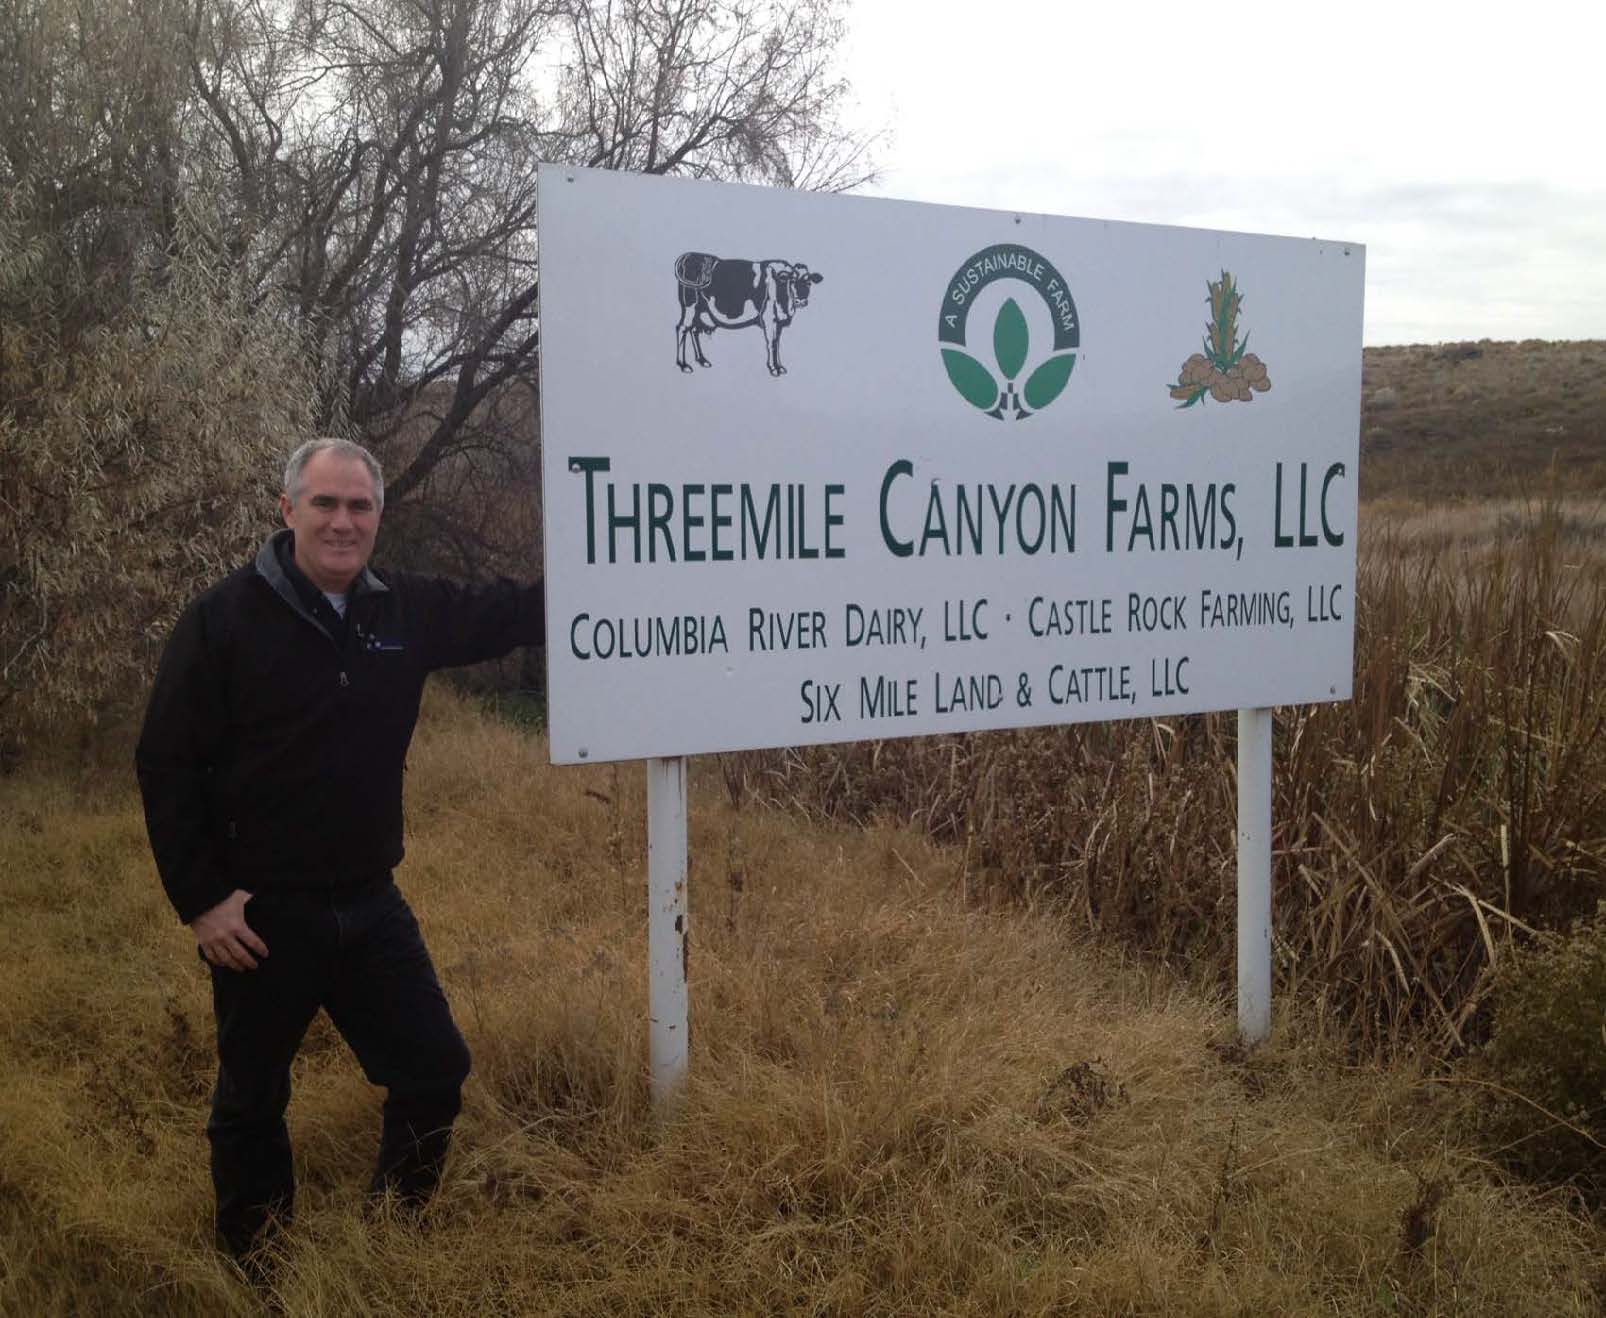 A SUSTAINABLE FARM
THREEMILE CANYON FARMS, LLC
COLUMBIA RIVER DAIRY, LLC · CASTLE ROCK FARMING, LLC
SIX MILE LAND & CATTLE, LLC